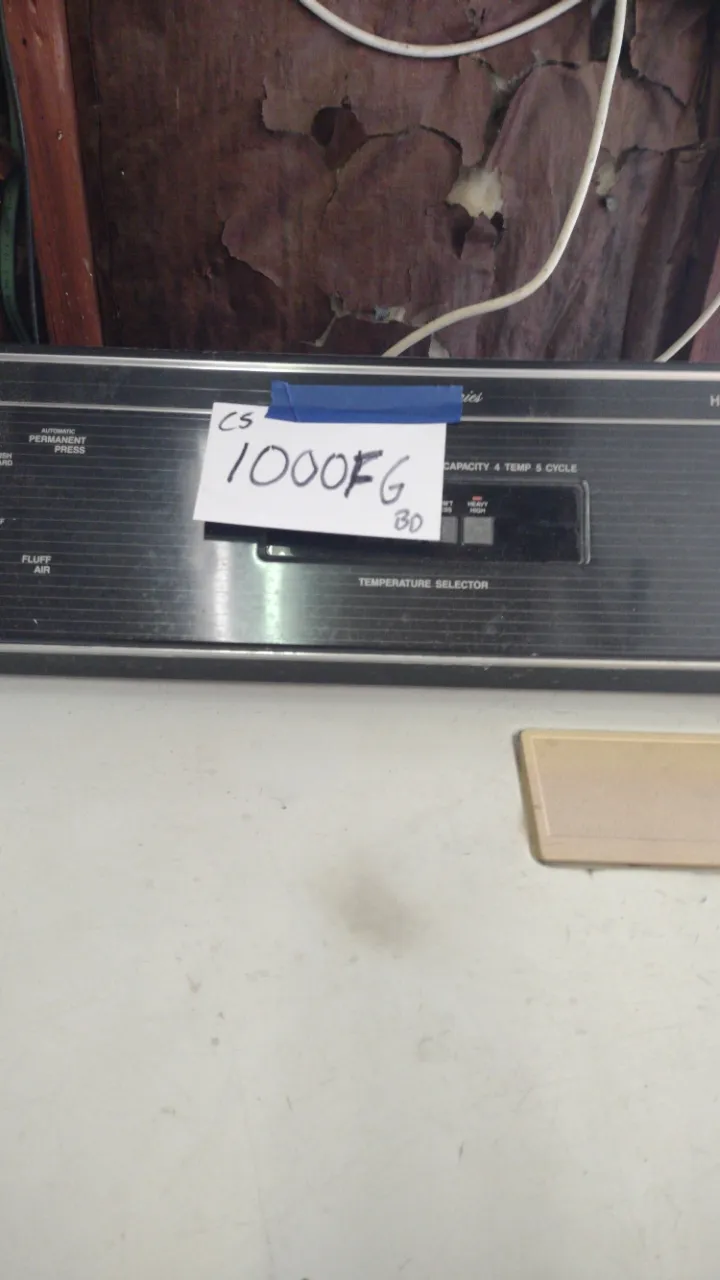 CS
1000FG
BD
AUTOMATIC
PERMANENT
PRESS
FLUFF
AIR
CAPACITY 4 TEMP 5 CYCLE
HEAVY
HIGH
TEMPERATURE SELECTOR
H